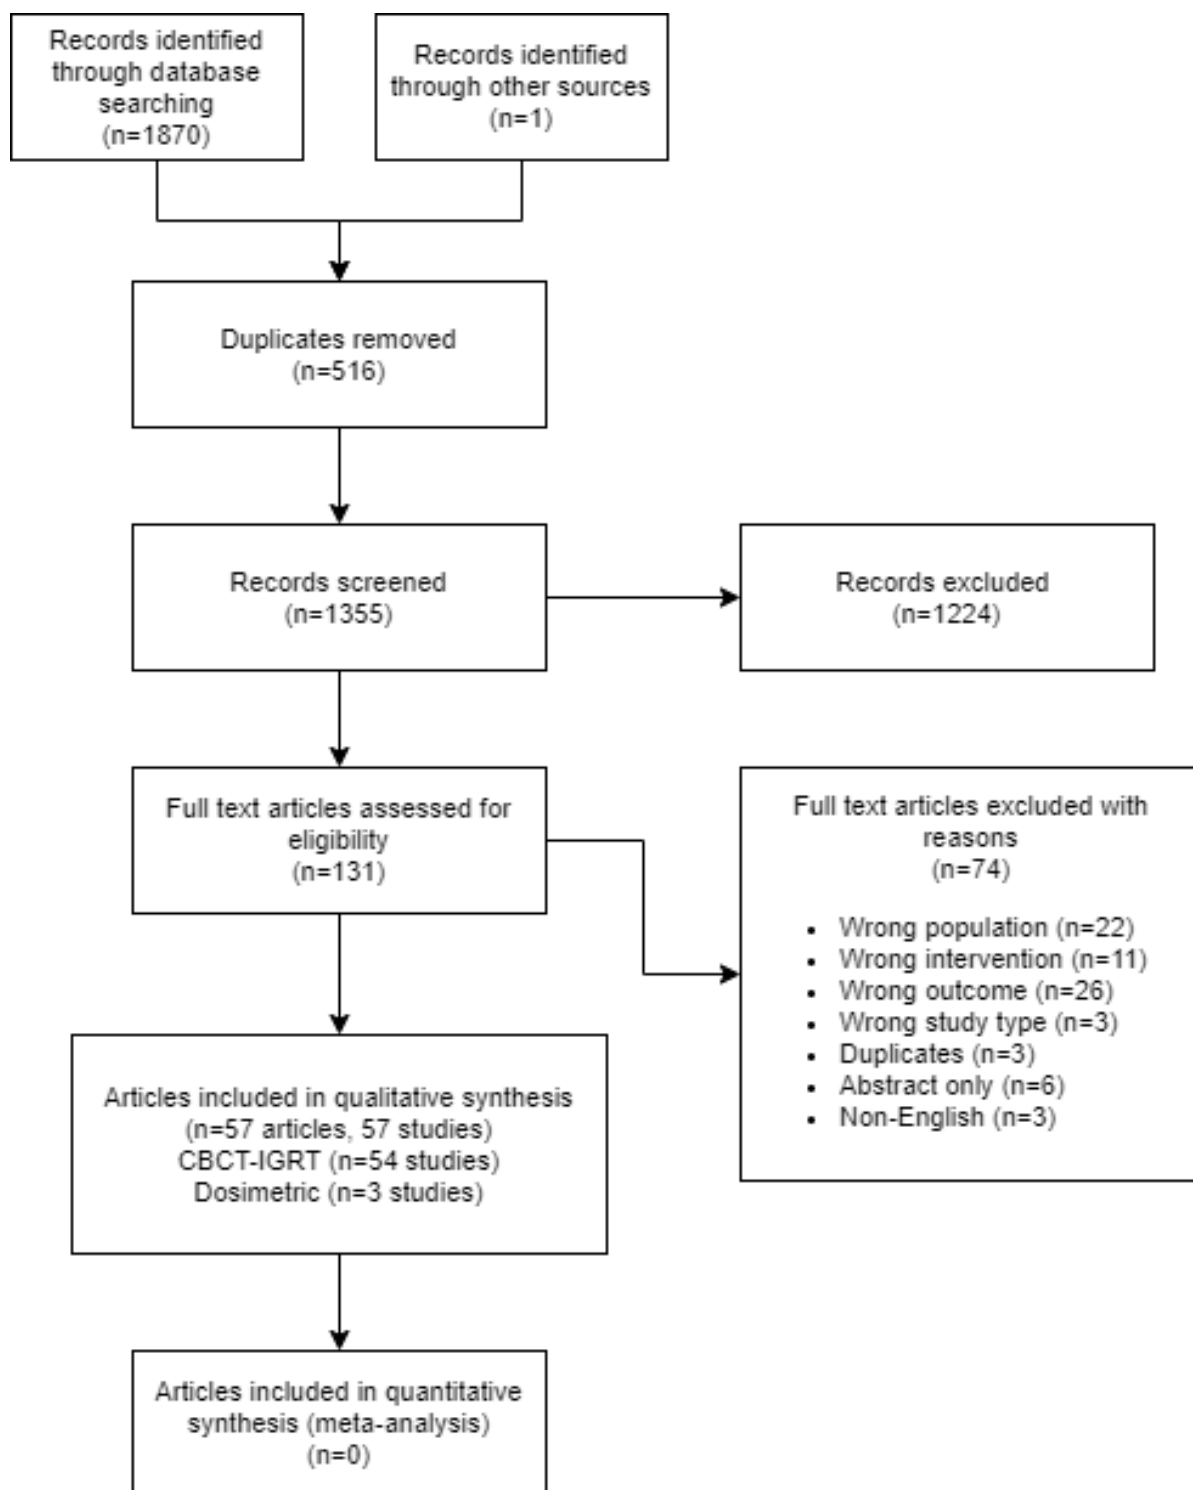 Records identified
through database
searching
(n=1870)
Records identified
through other sources
(n=1)
Duplicates removed
(n=516)
Records screened
(n=1355)
Records excluded
(n=1224)
Full text articles assessed for
eligibility
(n=131)
Full text articles excluded with
reasons
(n=74)
• Wrong population (n=22)
• Wrong intervention (n=11)
• Wrong outcome (n=26)
• Wrong study type (n=3)
• Duplicates (n=3)
• Abstract only (n=6)
• Non-English (n=3)
Articles included in qualitative synthesis
(n=57 articles, 57 studies)
CBCT-IGRT (n=54 studies)
Dosimetric (n=3 studies)
Articles included in quantitative
synthesis (meta-analysis)
(n=0)